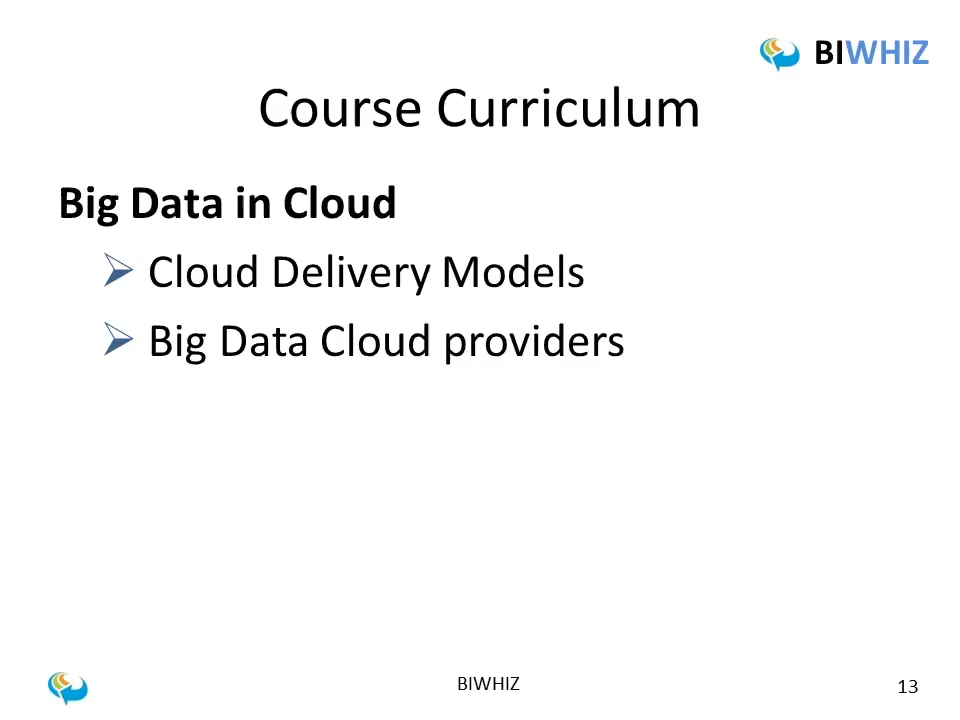 BIWHIZ
Course Curriculum
Big Data in Cloud
Cloud Delivery Models
Big Data Cloud providers
BIWHIZ
13